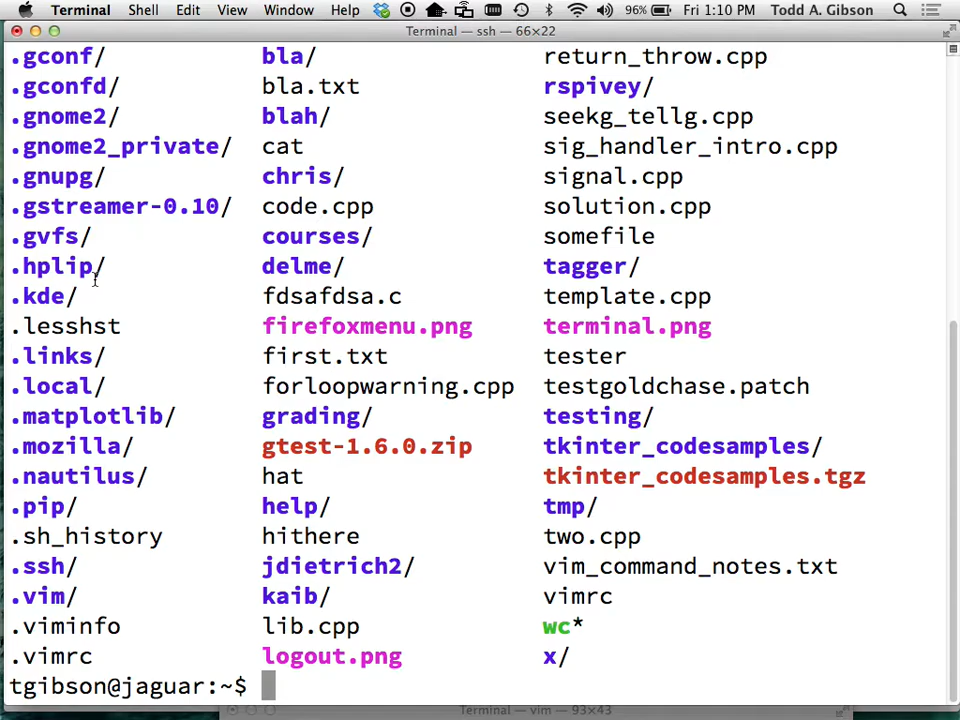 Terminal Shell Edit View Window Help 96% Fri 1:10 PM Todd A. Gibson
Terminal — ssh — 66×22
.gconf/ bla/ return_throw.cpp
.gconfd/ bla.txt rspivey/
.gnome2/ blah/ seekg_tellg.cpp
.gnome2_private/ cat sig_handler_intro.cpp
.gnupg/ chris/ signal.cpp
.gstreamer-0.10/ code.cpp solution.cpp
.gvfs/ courses/ somefile
.hplip/ delme/ tagger/
.kde/ fdsafdsa.c template.cpp
.lesshst firefoxmenu.png terminal.png
.links/ first.txt tester
.local/ forloopwarning.cpp testgoldchase.patch
.matplotlib/ grading/ testing/
.mozilla/ gtest-1.6.0.zip tkinter_codesamples/
.nautilus/ hat tkinter_codesamples.tgz
.pip/ help/ tmp/
.sh_history hithere two.cpp
.ssh/ jdietrich2/ vim_command_notes.txt
.vim/ kaib/ vimrc
.viminfo lib.cpp wc*
.vimrc logout.png x/
tgibson@jaguar:~$
Terminal — vim — 93×43